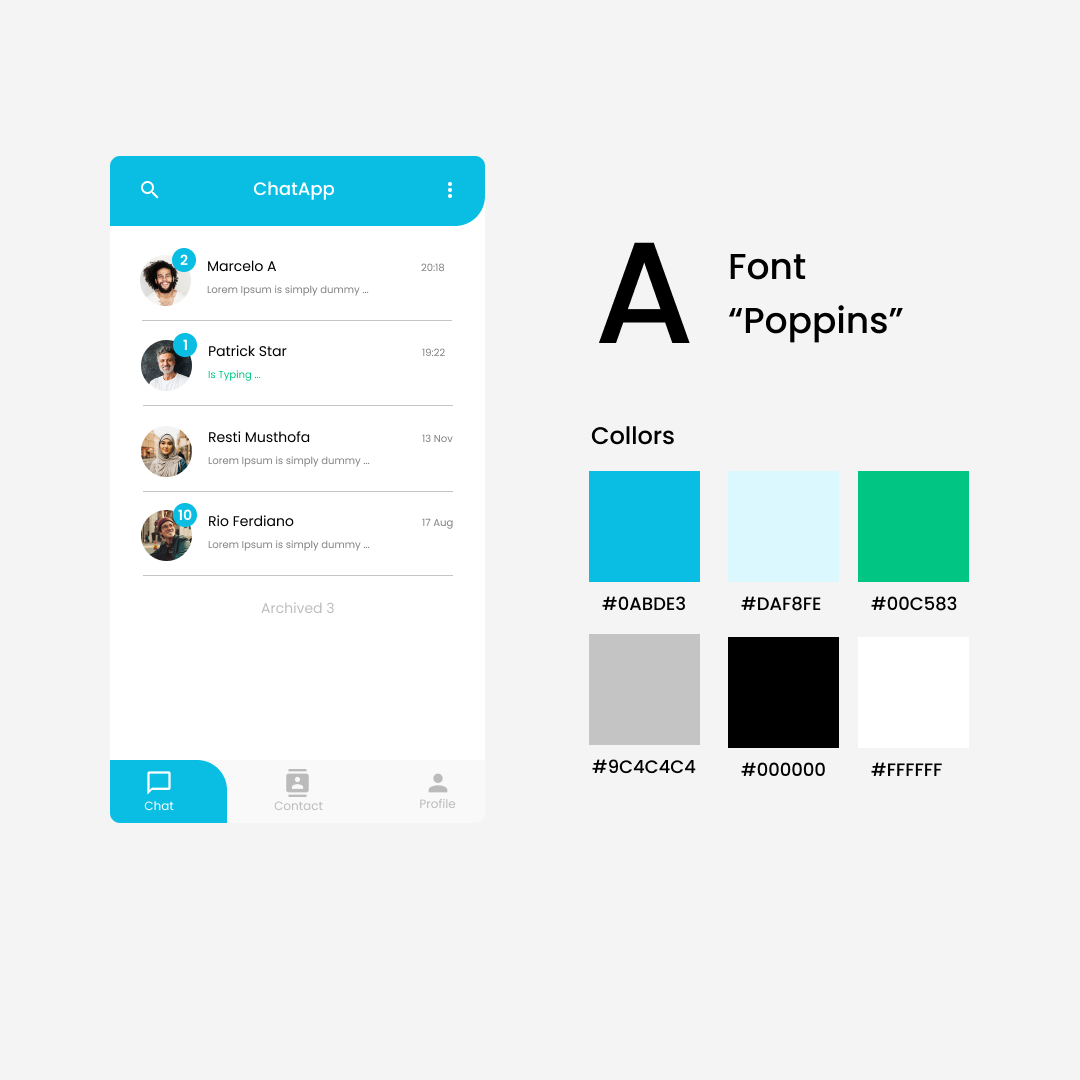 ChatApp
2
Marcelo A
20:18
Lorem Ipsum is simply dummy ...
1
Patrick Star
19:22
Is Typing ...
Resti Musthofa
13 Nov
Lorem Ipsum is simply dummy ...
10
Rio Ferdiano
17 Aug
Lorem Ipsum is simply dummy ...
Archived 3
Chat
Contact
Profile
A
Font
“Poppins”
Collors
#0ABDE3
#DAF8FE
#00C583
#9C4C4C4
#000000
#FFFFFF